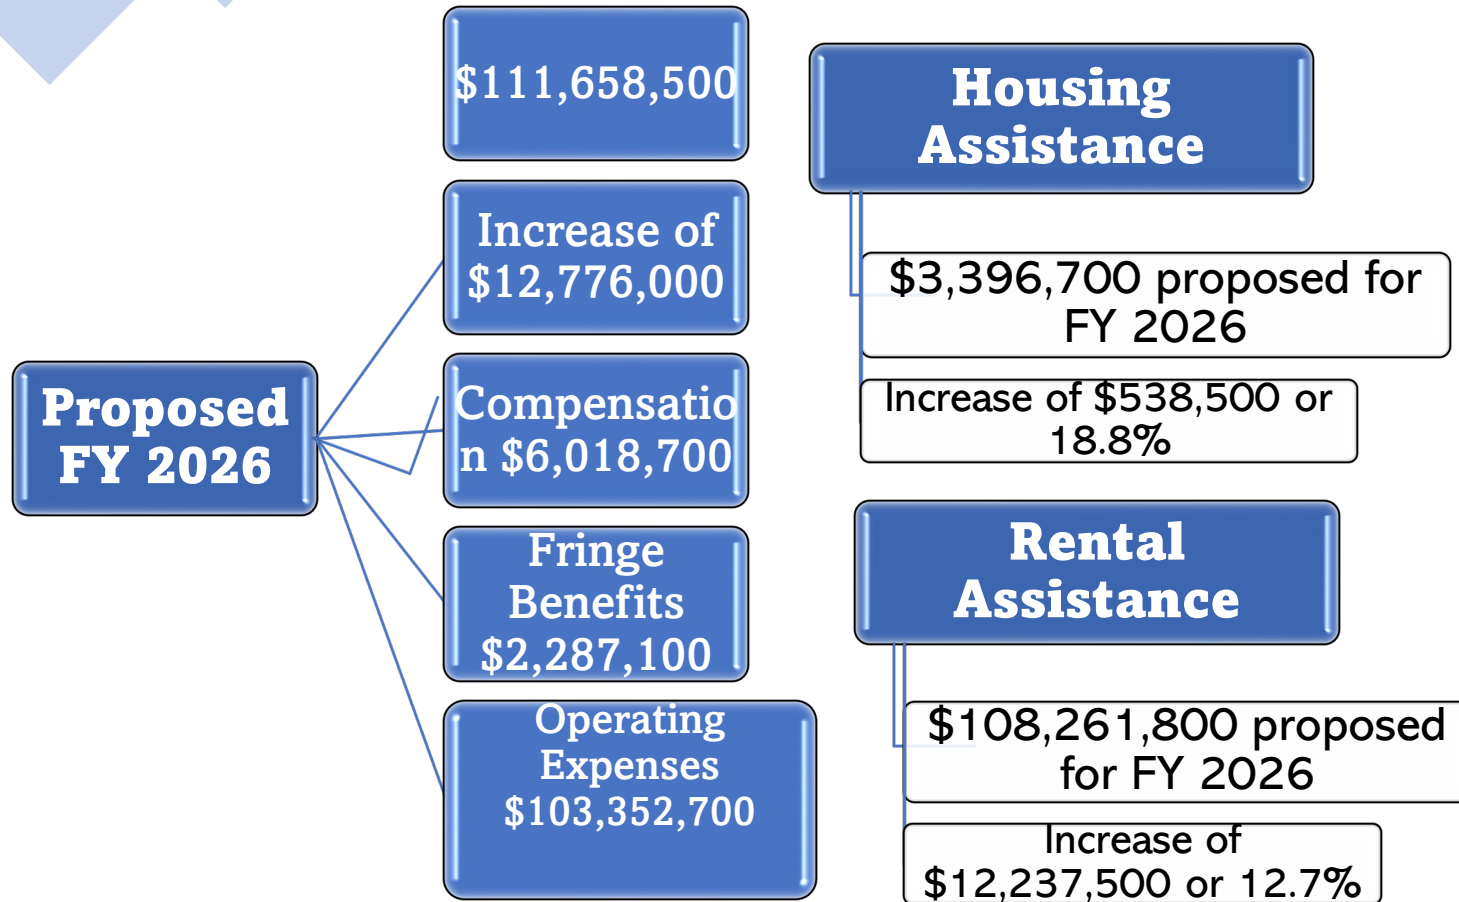 Proposed
FY 2026
$111,658,500
Increase of
$12,776,000
Compensatio
n $6,018,700
Fringe
Benefits
$2,287,100
Operating
Expenses
$103,352,700
Housing
Assistance
$3,396,700 proposed for
FY 2026
Increase of $538,500 or
18.8%
Rental
Assistance
$108,261,800 proposed
for FY 2026
Increase of
$12,237,500 or 12.7%